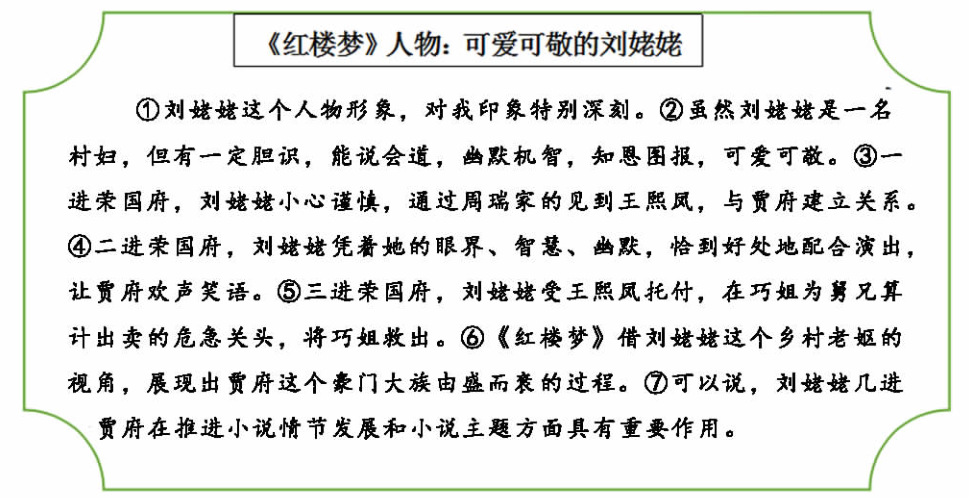 《红楼梦》人物：可爱可敬的刘姥姥
①刘姥姥这个人物形象，对我印象特别深刻。②虽然刘姥姥是一名
村妇，但有一定胆识，能说会道，幽默机智，知恩图报，可爱可敬。③一
进荣国府，刘姥姥小心谨慎，通过周瑞家的见到王熙凤，与贾府建立关系。
④二进荣国府，刘姥姥凭着她的眼界、智慧、幽默，恰到好处地配合演出，
让贾府欢声笑语。⑤三进荣国府，刘姥姥受王熙凤托付，在巧姐为舅兄算
计出卖的危急关头，将巧姐救出。⑥《红楼梦》借刘姥姥这个乡村老妪的
视角，展现出贾府这个豪门大族由盛而衰的过程。⑦可以说，刘姥姥几进
贾府在推进小说情节发展和小说主题方面具有重要作用。